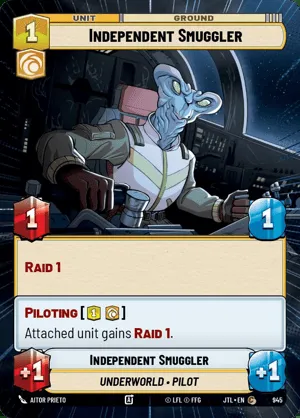 UNIT
GROUND
1
INDEPENDENT SMUGGLER
1
1
RAID 1
PILOTING [1]
Attached unit gains RAID 1.
+1
INDEPENDENT SMUGGLER
+1
UNDERWORLD • PILOT
AITOR PRIETO
© LFL © FFG
JTL • EN
C
945